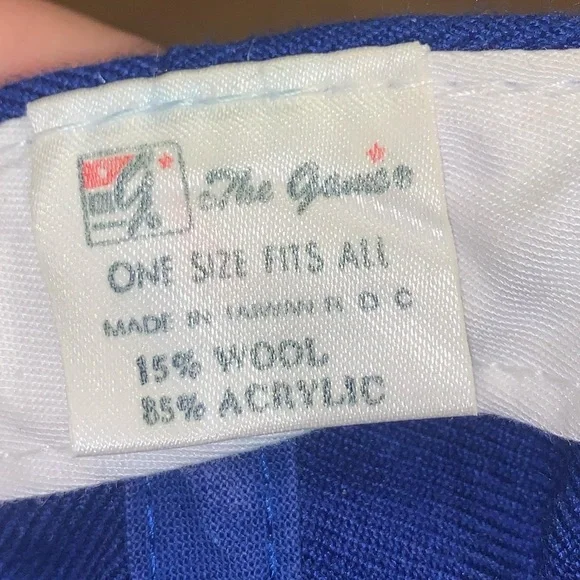 The Game
ONE SIZE FITS ALL
MADE IN TAIWAN R O C
15% WOOL
85% ACRYLIC